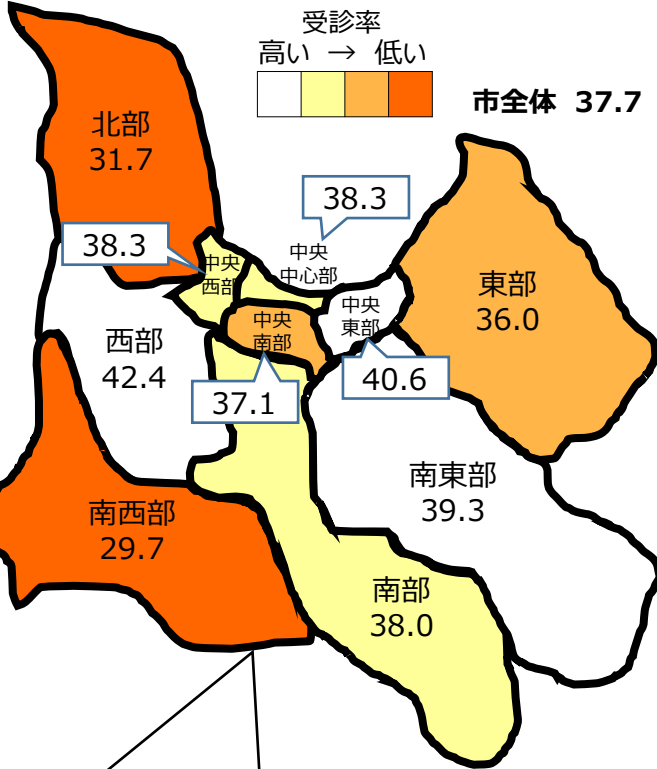 受診率
高い → 低い
市全体 37.7
北部
31.7
38.3
38.3
中央
西部
中央
中心部
中央
東部
東部
36.0
中央
南部
西部
42.4
37.1
40.6
南東部
39.3
南西部
29.7
南部
38.0